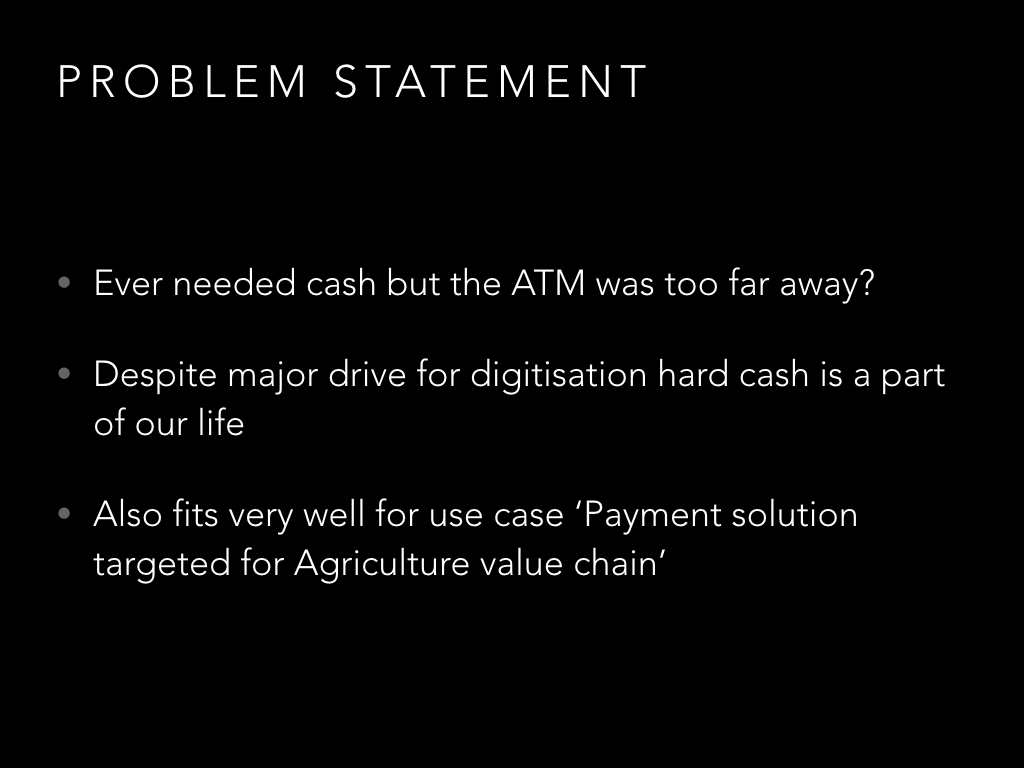 PROBLEM STATEMENT
• Ever needed cash but the ATM was too far away?
• Despite major drive for digitisation hard cash is a part
of our life
• Also fits very well for use case ‘Payment solution
targeted for Agriculture value chain’